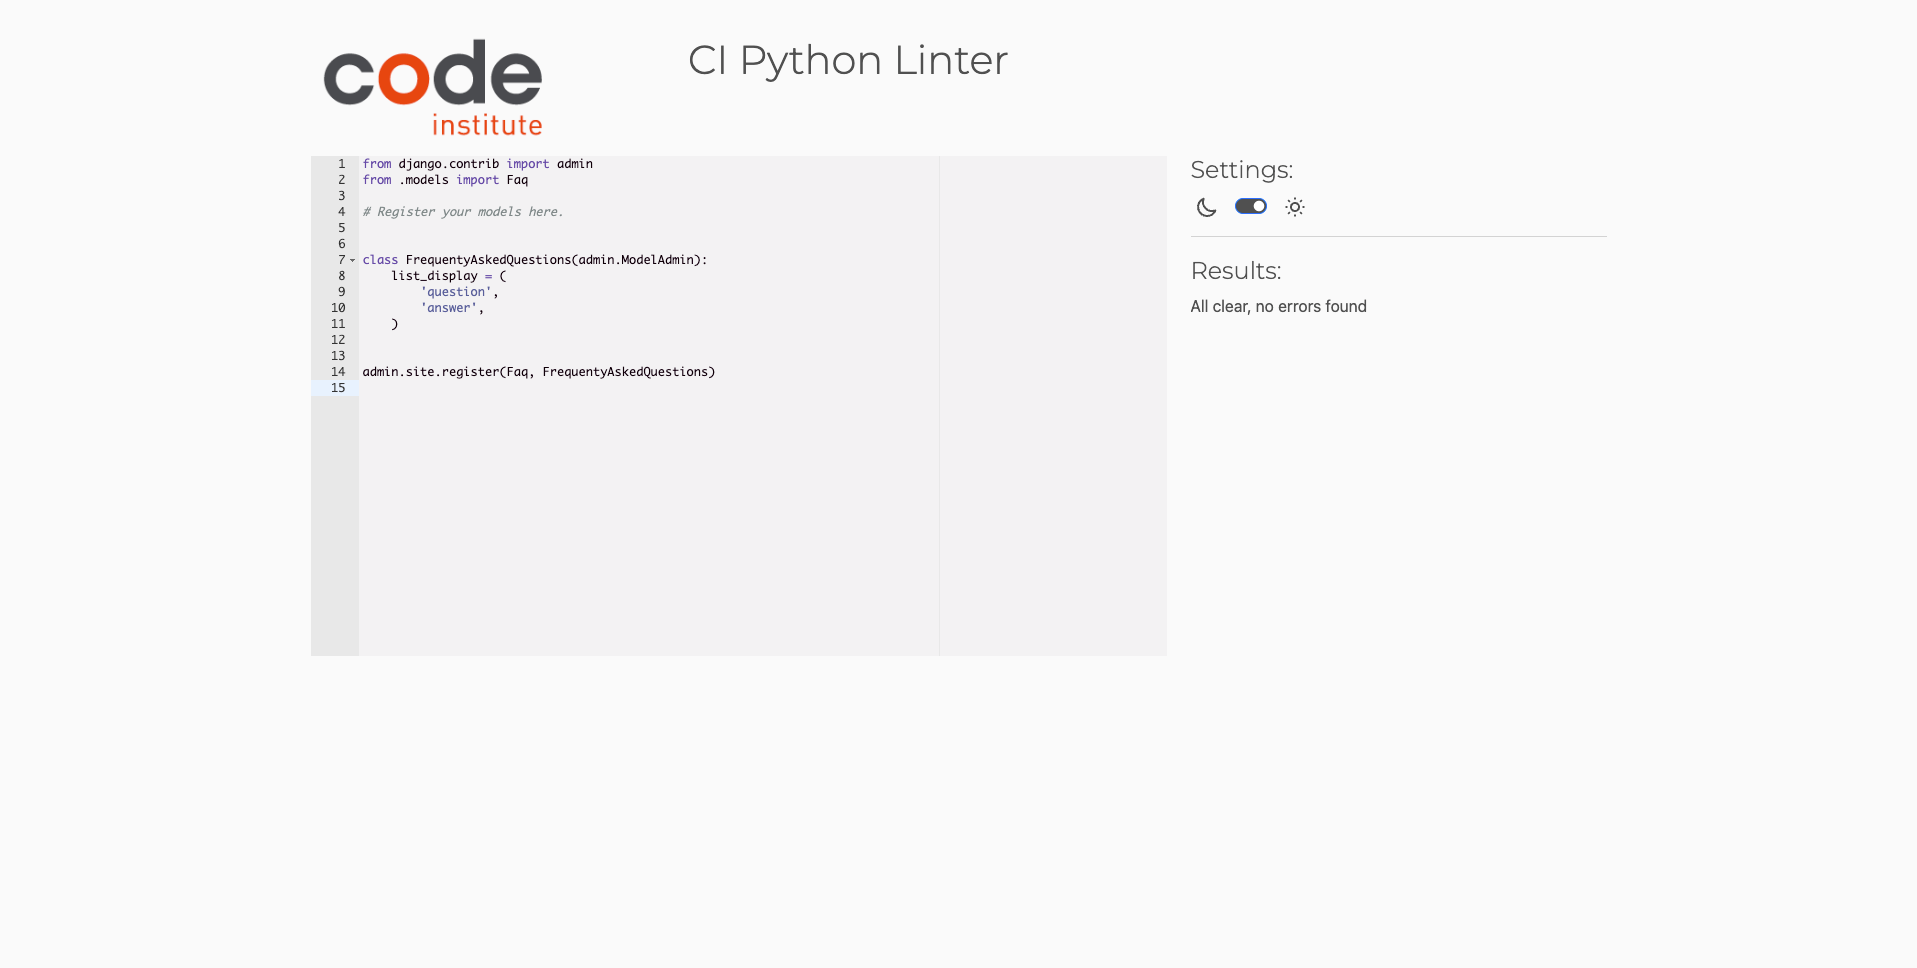 code
institute
CI Python Linter
1 from django.contrib import admin
2 from .models import Faq
3
4 # Register your models here.
5
6
7 class FrequentyAskedQuestions(admin.ModelAdmin):
8     list_display = (
9         'question',
10         'answer',
11     )
12
13
14 admin.site.register(Faq, FrequentyAskedQuestions)
15
Settings:
Results:
All clear, no errors found